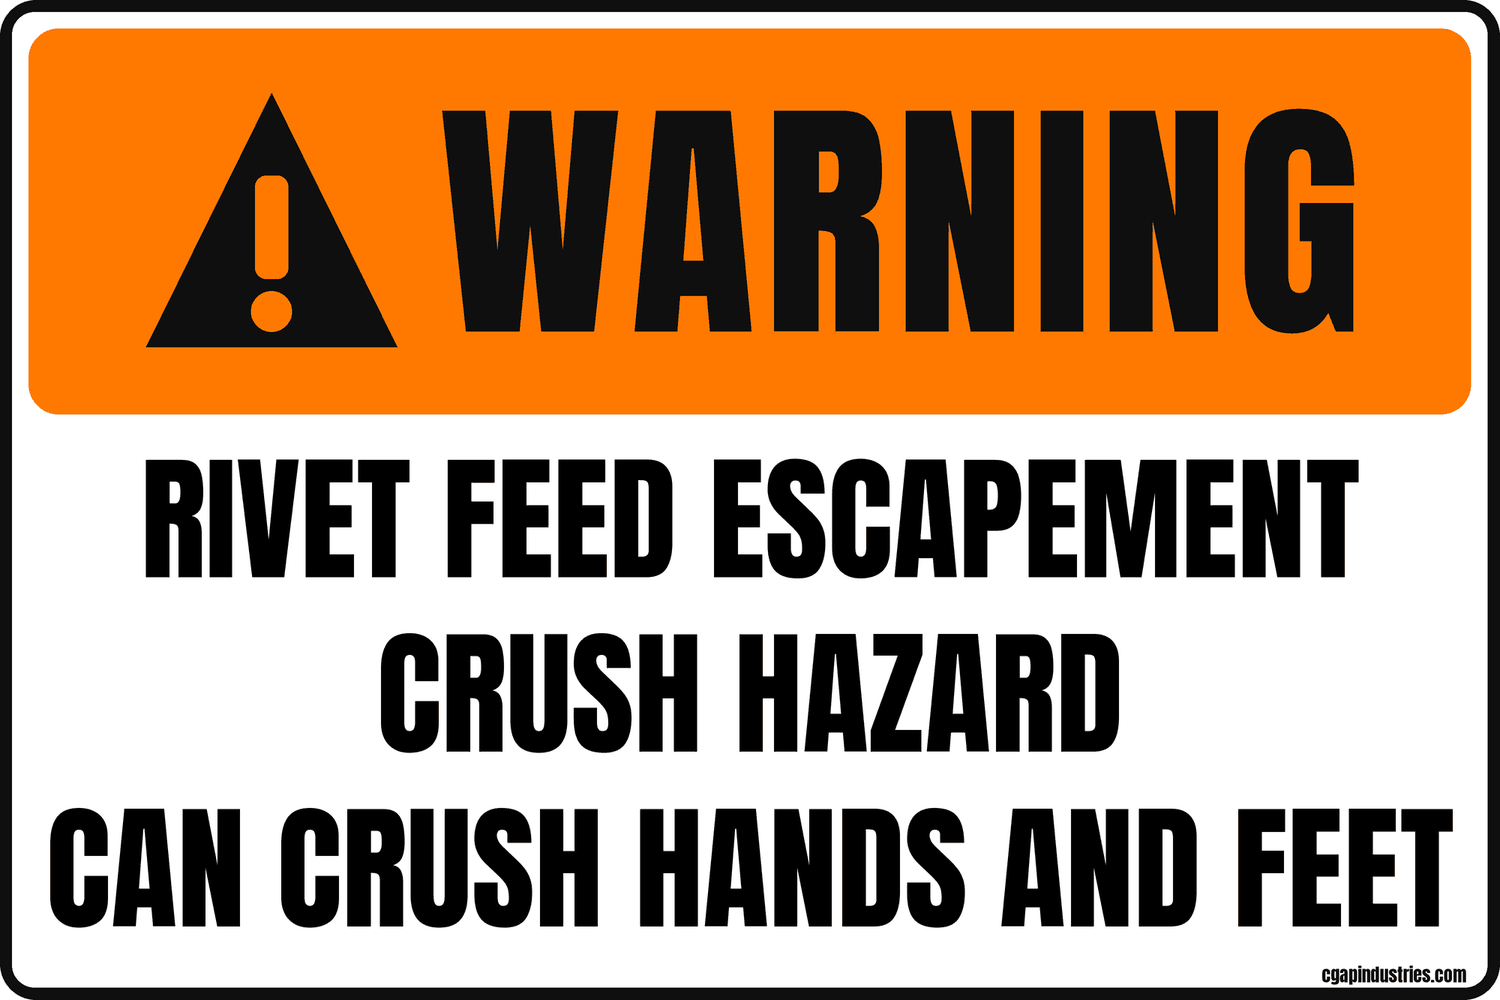 WARNING
RIVET FEED ESCAPEMENT
CRUSH HAZARD
CAN CRUSH HANDS AND FEET
cgapindustries.com